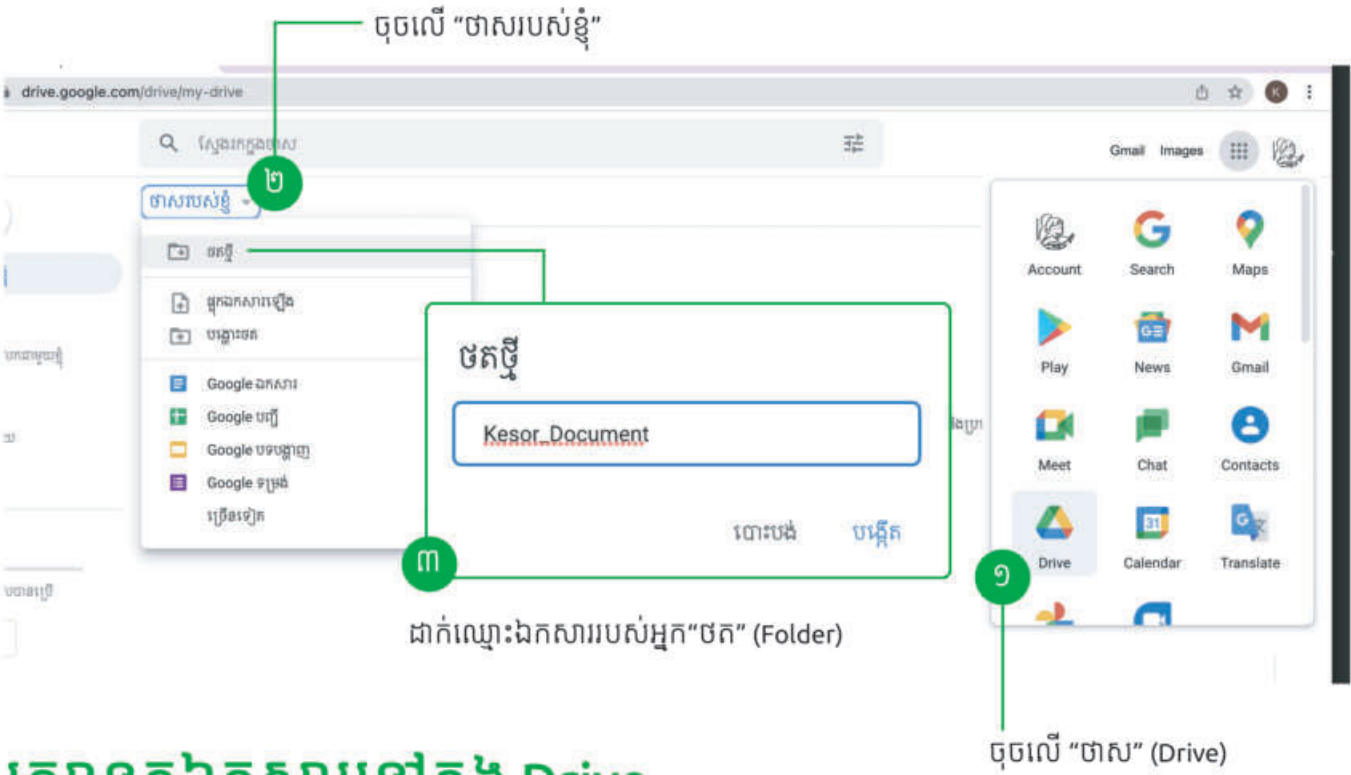 ចុចលើ “ថាសរបស់ខ្ញុំ”
drive.google.com/drive/my-drive
K
ស្វែងរកក្នុងថាស
Gmail Images
២
ថាសរបស់ខ្ញុំ
ថតថ្មី
ផ្ទុកឯកសារឡើង
បង្ហោះថត
Google ឯកសារ
Google បញ្ជី
Google បទបង្ហាញ
Google ទម្រង់
ច្រើនទៀត
ថតថ្មី
Kesor_Document
បោះបង់ បង្កើត
៣
ដាក់ឈ្មោះឯកសាររបស់អ្នក“ថត” (Folder)
Account Search Maps
Play News Gmail
Meet Chat Contacts
31
Drive Calendar Translate
១
ចុចលើ “ថាស” (Drive)
Drive